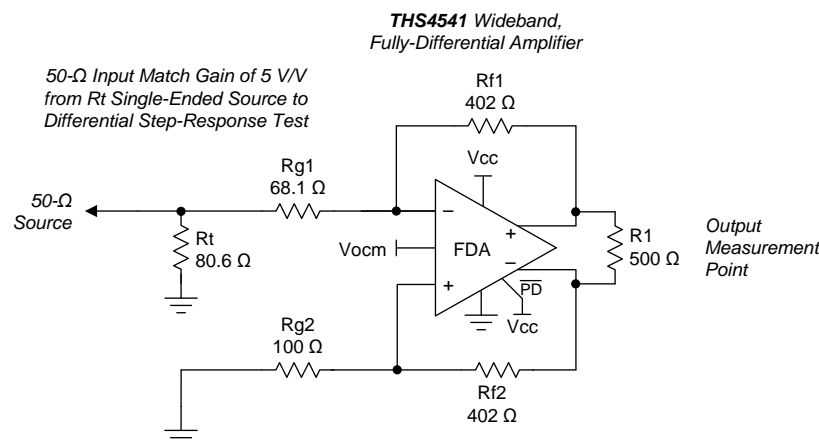 THS4541 Wideband,
Fully-Differential Amplifier
50-Ω Input Match Gain of 5 V/V
from Rt Single-Ended Source to
Differential Step-Response Test
Rf1
402 Ω
Vcc
Rg1
68.1 Ω
50-Ω
Source
Rt
80.6 Ω
Vocm
−
+
FDA
+
−
PD
Vcc
R1
500 Ω
Output
Measurement
Point
Rg2
100 Ω
Rf2
402 Ω